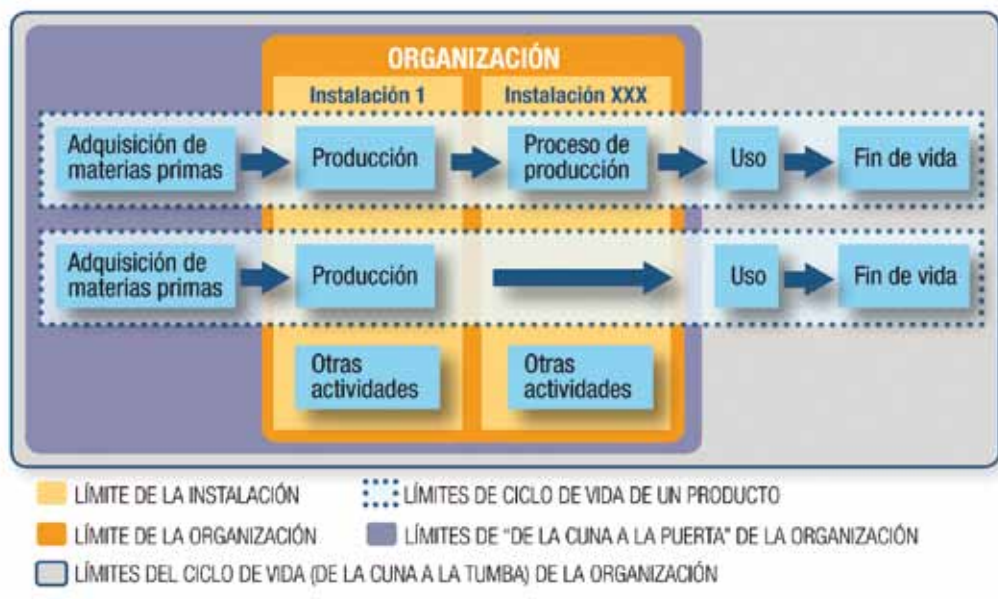 ORGANIZACIÓN
Instalación 1
Instalación XXX
Adquisición de
materias primas
Producción
Proceso de
producción
Uso
Fin de vida
Adquisición de
materias primas
Producción
Uso
Fin de vida
Otras
actividades
Otras
actividades
LÍMITE DE LA INSTALACIÓN
LÍMITES DE CICLO DE VIDA DE UN PRODUCTO
LÍMITE DE LA ORGANIZACIÓN
LÍMITES DE "DE LA CUNA A LA PUERTA" DE LA ORGANIZACIÓN
LÍMITES DEL CICLO DE VIDA (DE LA CUNA A LA TUMBA) DE LA ORGANIZACIÓN